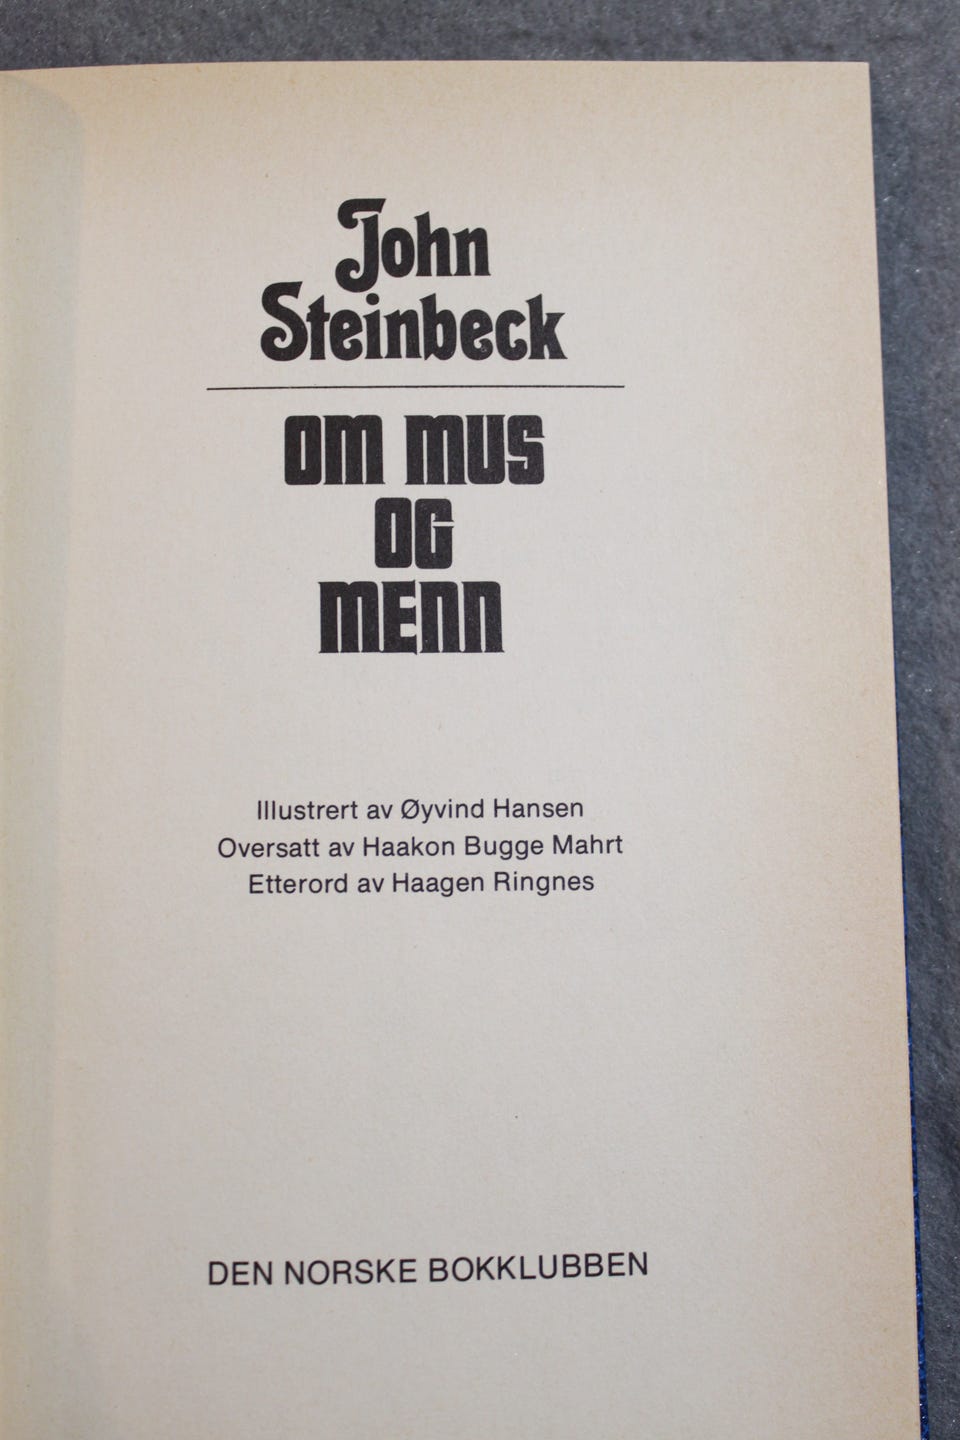 John
Steinbeck
OM MUS
OG
MENN
Illustrert av Øyvind Hansen
Oversatt av Haakon Bugge Mahrt
Etterord av Haagen Ringnes
DEN NORSKE BOKKLUBBEN